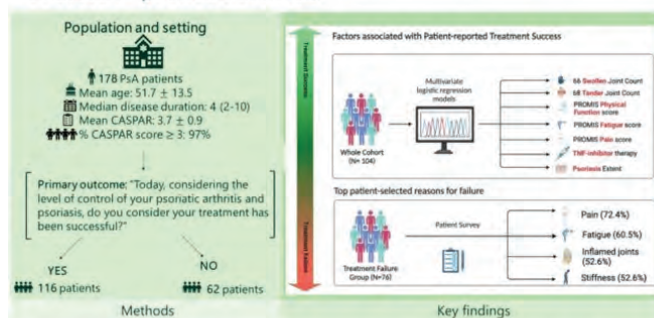 Population and setting
178 PsA patients
Mean age: 51.7 ± 13.5
Median disease duration: 4 (2-10)
Mean CASPAR: 3.7 ± 0.9
% CASPAR score ≥ 3: 97%
Primary outcome: "Today, considering the
level of control of your psoriatic arthritis and
psoriasis, do you consider your treatment has
been successful?"
YES
116 patients
NO
62 patients
Methods
Treatment Success
Treatment Failure
Factors associated with Patient-reported Treatment Success
Whole Cohort
(N= 104)
Multivariate
logistic regression
models
66 Swollen Joint Count
68 Tender Joint Count
PROMIS Physical
Function score
PROMIS Fatigue score
PROMIS Pain score
TNF-inhibitor therapy
Psoriasis Extent
Top patient-selected reasons for failure
Treatment Failure
Group (N=76)
Patient Survey
Pain (72.4%)
Fatigue (60.5%)
Inflamed joints
(52.6%)
Stiffness (52.6%)
Key findings